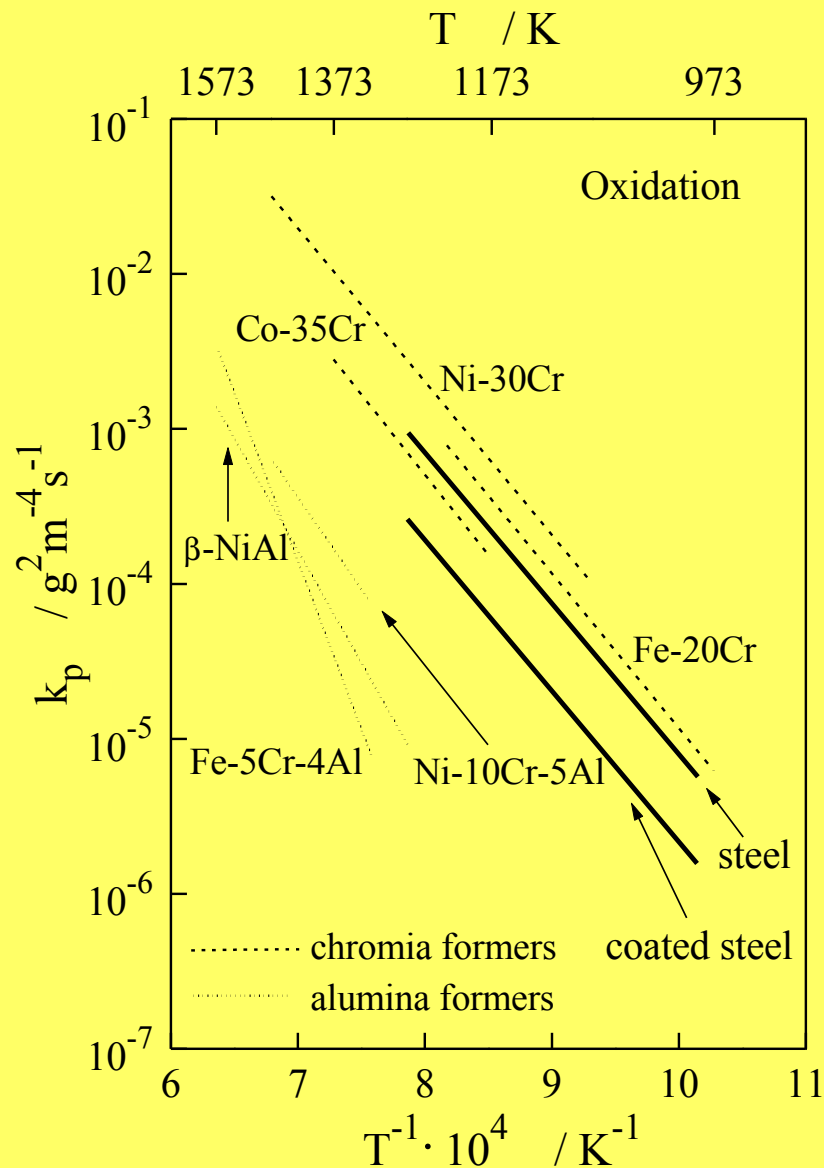 T / K
1573 1373 1173 973
10⁻¹
Oxidation
10⁻²
Co-35Cr
Ni-30Cr
10⁻³
β-NiAl
10⁻⁴
kₚ / g²m⁻⁴s⁻¹
Fe-20Cr
10⁻⁵
Fe-5Cr-4Al
Ni-10Cr-5Al
steel
10⁻⁶
coated steel
chromia formers
alumina formers
10⁻⁷
6 7 8 9 10 11
T⁻¹· 10⁴ / K⁻¹